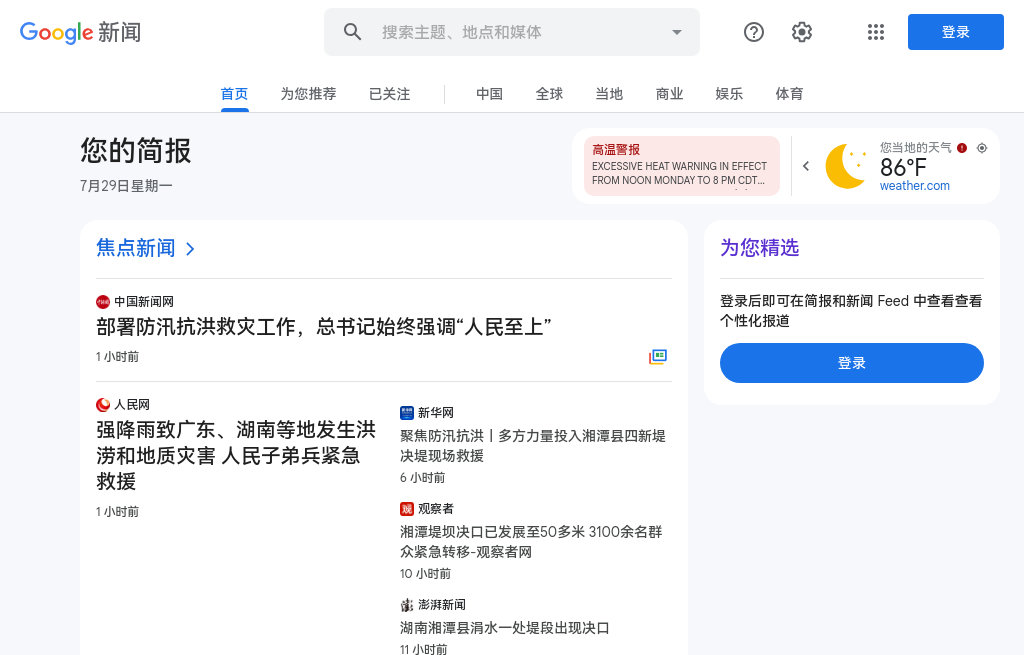 Google 新闻
搜索主题、地点和媒体
登录
首页
为您推荐
已关注
中国
全球
当地
商业
娱乐
体育
您的简报
7月29日星期一
高温警报
EXCESSIVE HEAT WARNING IN EFFECT
FROM NOON MONDAY TO 8 PM CDT...
您当地的天气
86°F
weather.com
焦点新闻
中国新闻网
部署防汛抗洪救灾工作，总书记始终强调“人民至上”
1 小时前
人民网
强降雨致广东、湖南等地发生洪
涝和地质灾害 人民子弟兵紧急
救援
1 小时前
新华网
聚焦防汛抗洪丨多方力量投入湘潭县四新堤
决堤现场救援
6 小时前
观 观察者
湘潭堤坝决口已发展至50多米 3100余名群
众紧急转移-观察者网
10 小时前
澎湃新闻
湖南湘潭县涓水一处堤段出现决口
11 小时前
为您精选
登录后即可在简报和新闻 Feed 中查看查看
个性化报道
登录